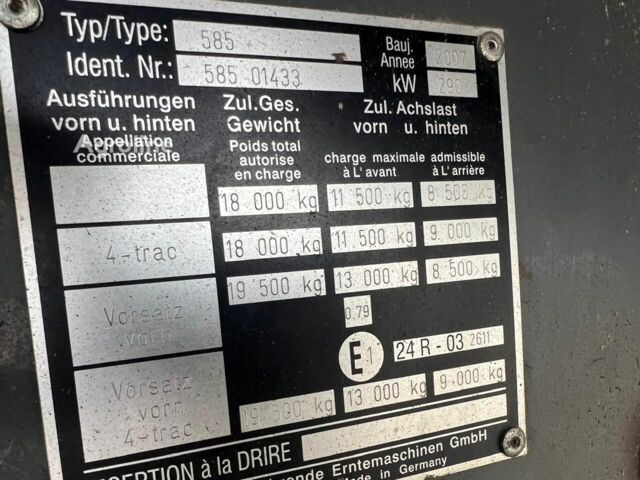 Typ/Type: 585 Bauj. Annee 2007
Ident. Nr.: 585 01433 kW 290
Ausführungen vorn u. hinten Zul.Ges. Gewicht Zul. Achslast vorn u. hinten
Appellation commerciale Poids total autorise en charge charge maximale admissible à L'avant à L'arrière
18 000 kg 11 500 kg 8 500 kg
4-trac 18 000 kg 11 500 kg 9 000 kg
Vorsatz vorn 19 500 kg 13 000 kg 8 500 kg
0.79
E1 24 R - 03 2611
Vorsatz vorn 4-trac kg 13 000 kg 9 000 kg
à la DRIRE
Erntemaschinen GmbH
Made in Germany